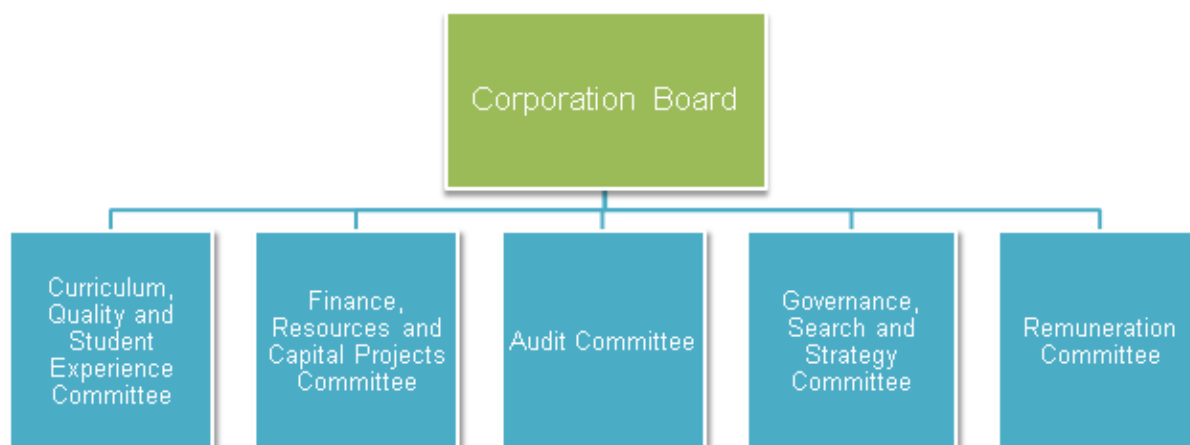 Corporation Board
Curriculum,
Quality and
Student
Experience
Committee
Finance,
Resources and
Capital Projects
Committee
Audit Committee
Governance,
Search and
Strategy
Committee
Remuneration
Committee